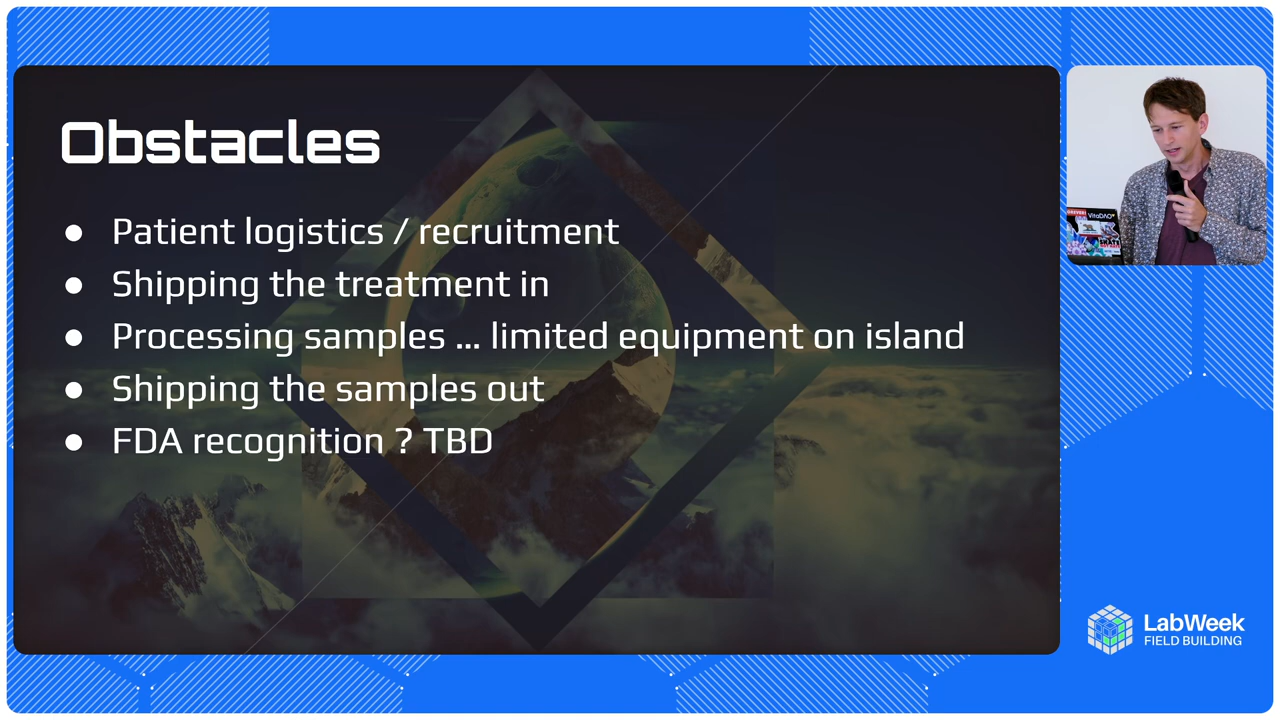 Obstacles
● Patient logistics / recruitment
● Shipping the treatment in
● Processing samples ... limited equipment on island
● Shipping the samples out
● FDA recognition ? TBD
VitaDAO
LabWeek
FIELD BUILDING